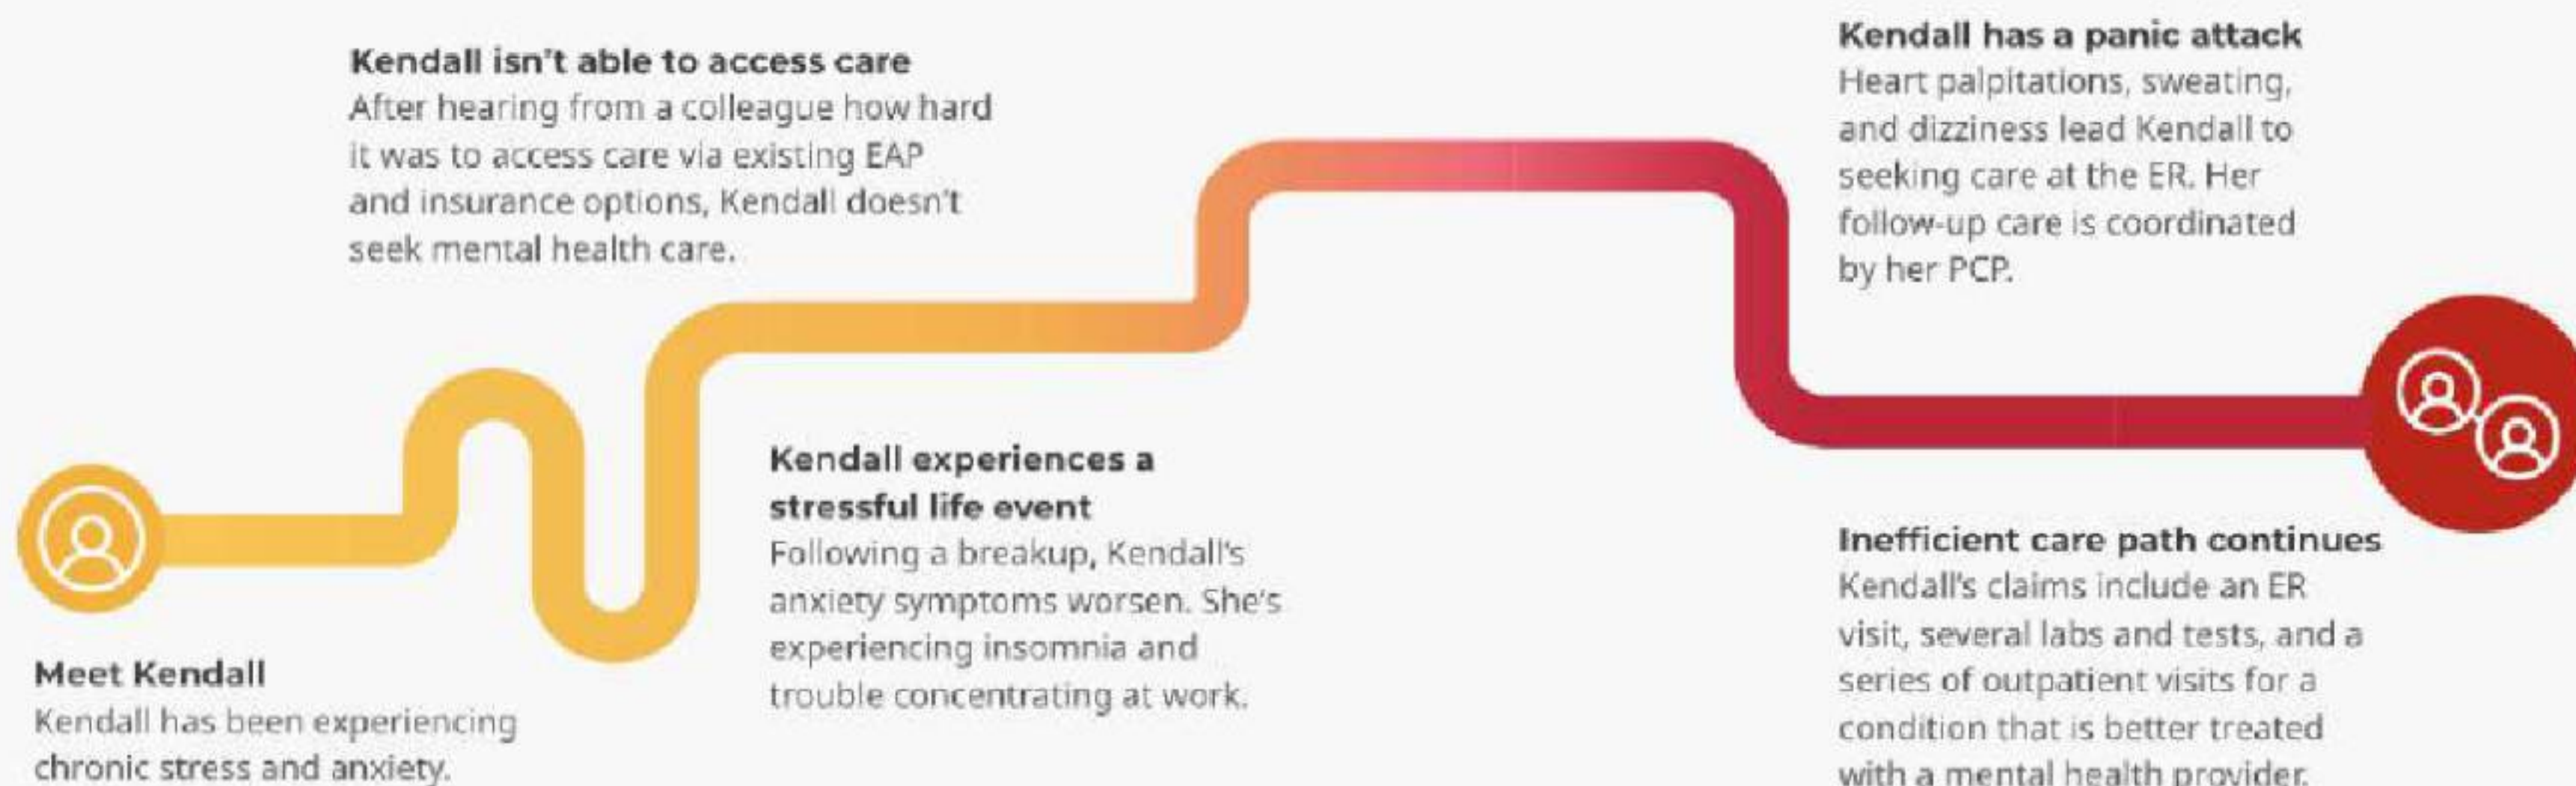 Meet Kendall
Kendall has been experiencing
chronic stress and anxiety.
Kendall isn't able to access care
After hearing from a colleague how hard
it was to access care via existing EAP
and insurance options, Kendall doesn't
seek mental health care.
Kendall experiences a
stressful life event
Following a breakup, Kendall's
anxiety symptoms worsen. She's
experiencing insomnia and
trouble concentrating at work.
Kendall has a panic attack
Heart palpitations, sweating,
and dizziness lead Kendall to
seeking care at the ER. Her
follow-up care is coordinated
by her PCP.
Inefficient care path continues
Kendall's claims include an ER
visit, several labs and tests, and a
series of outpatient visits for a
condition that is better treated
with a mental health provider.